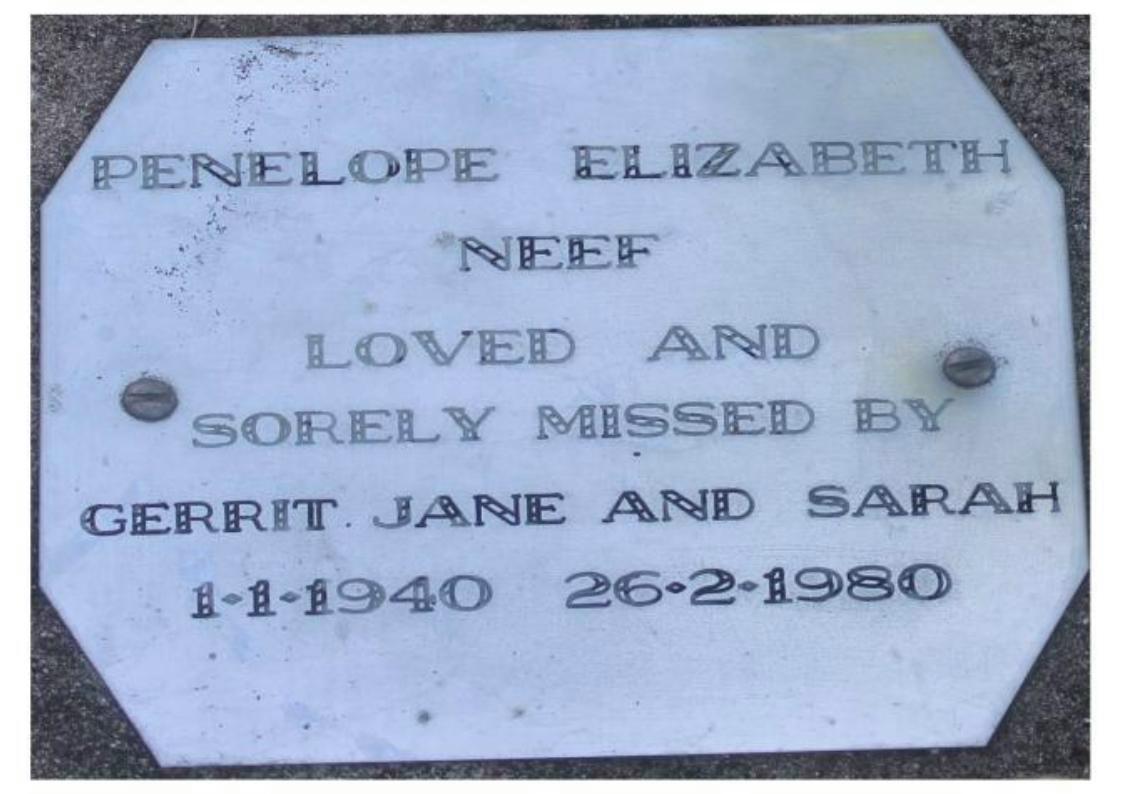 PENELOPE ELIZABETH
NEEF
LOVED AND
SORELY MISSED BY
GERRIT. JANE AND SARAH
1·1·1940 26·2·1980